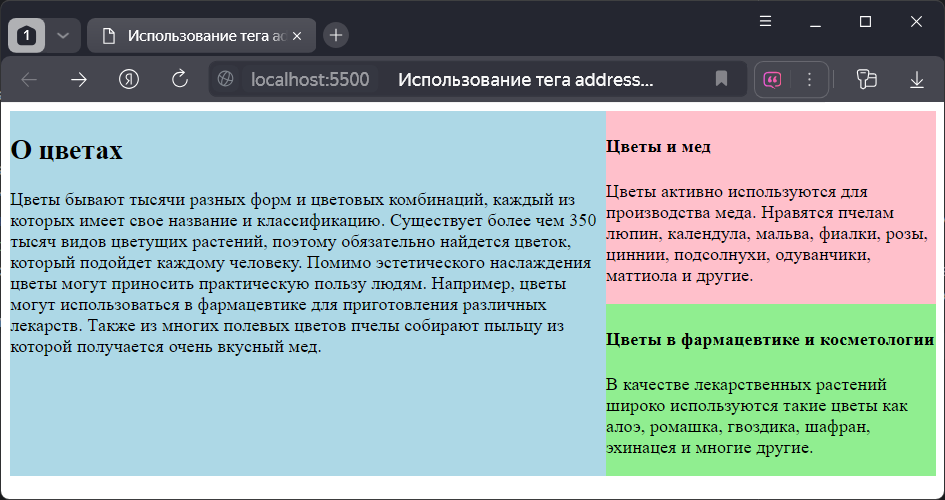 1
Использование тега ad
localhost:5500
Использование тега address...
О цветах
Цветы бывают тысячи разных форм и цветовых комбинаций, каждый из
которых имеет свое название и классификацию. Существует более чем 350
тысяч видов цветущих растений, поэтому обязательно найдется цветок,
который подойдет каждому человеку. Помимо эстетического наслаждения
цветы могут приносить практическую пользу людям. Например, цветы
могут использоваться в фармацевтике для приготовления различных
лекарств. Также из многих полевых цветов пчелы собирают пыльцу из
которой получается очень вкусный мед.
Цветы и мед
Цветы активно используются для
производства меда. Нравятся пчелам
люпин, календула, мальва, фиалки, розы,
циннии, подсолнухи, одуванчики,
маттиола и другие.
Цветы в фармацевтике и косметологии
В качестве лекарственных растений
широко используются такие цветы как
алоэ, ромашка, гвоздика, шафран,
эхинацея и многие другие.